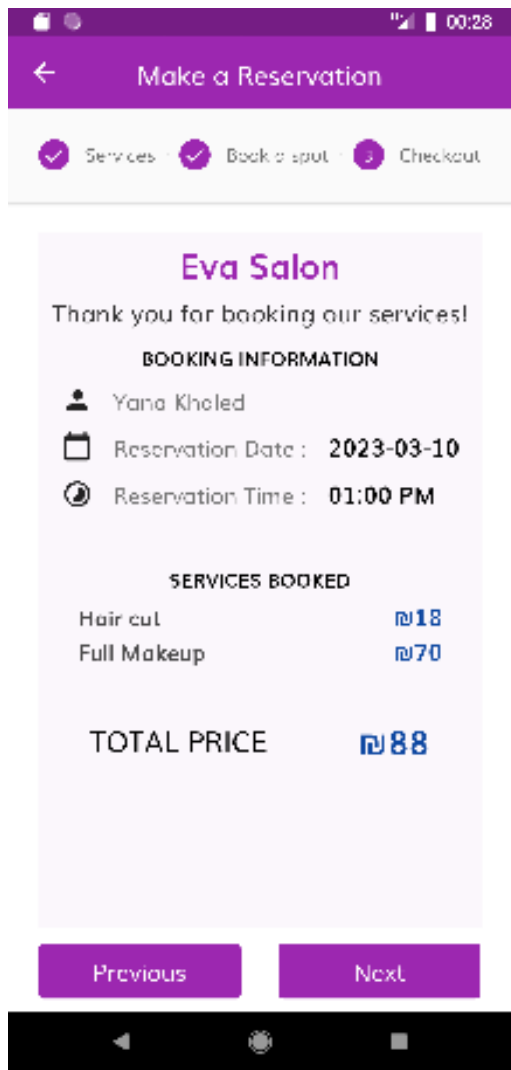 00:28
Make a Reservation
Services Book a spot 3 Checkout
Eva Salon
Thank you for booking our services!
BOOKING INFORMATION
Yana Khaled
Reservation Date : 2023-03-10
Reservation Time : 01:00 PM
SERVICES BOOKED
Hair cut ₪18
Full Makeup ₪70
TOTAL PRICE ₪88
Previous Next